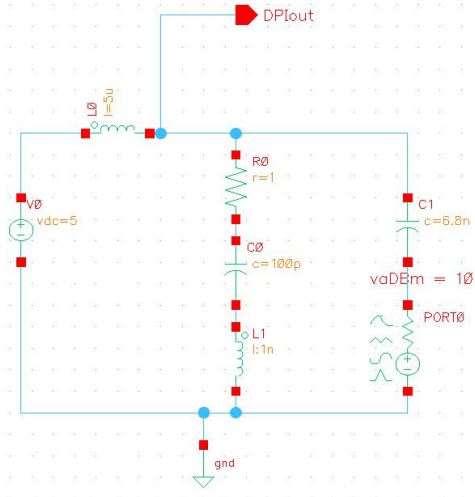 DPIout
L0
l=5u
R0
r=1
V0
vdc=5
C0
c=100p
C1
c=6.8n
vaDBm = 10
PORT0
L1
l:1n
gnd